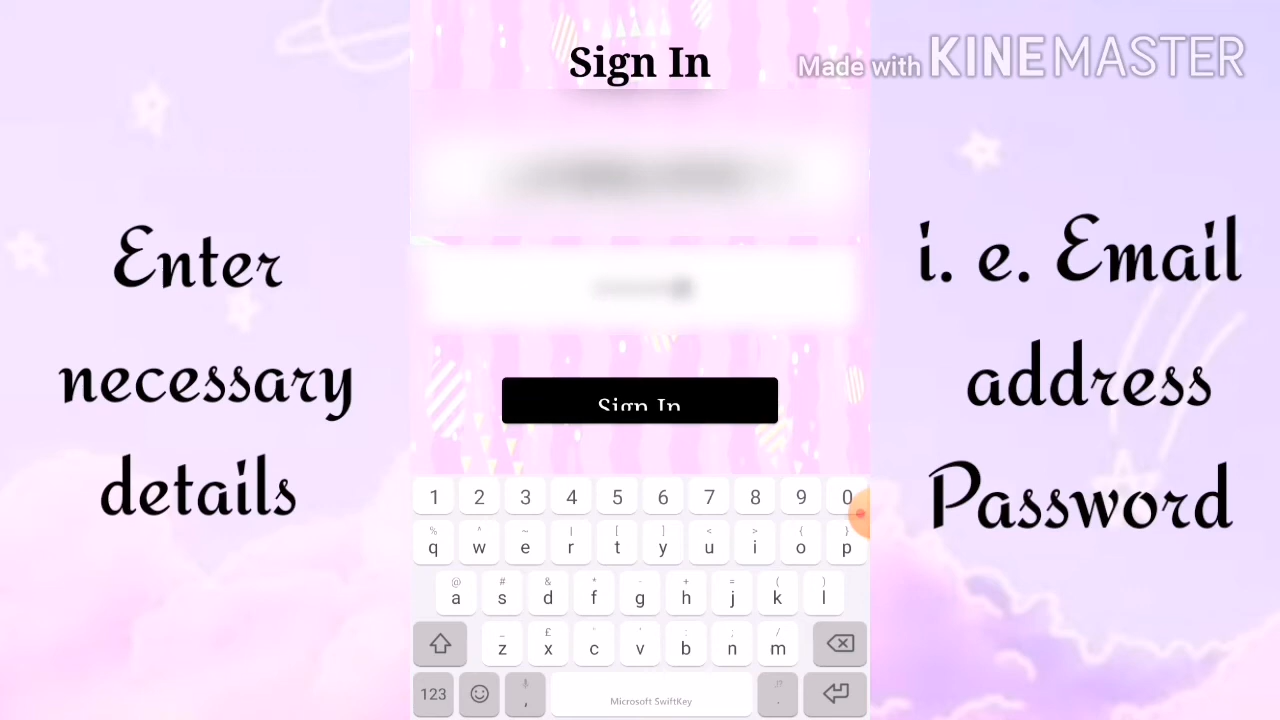 Sign In
Made with KINEMASTER
Enter
necessary
details
i. e. Email
address
Password
Sign In
1 2 3 4 5 6 7 8 9 0
% ^ ~ | [ ] < > { }
q w e r t y u i o p
@ # & * - + = ( )
a s d f g h j k l
_ £ ' : ; /
z x c v b n m
123 , Microsoft SwiftKey .